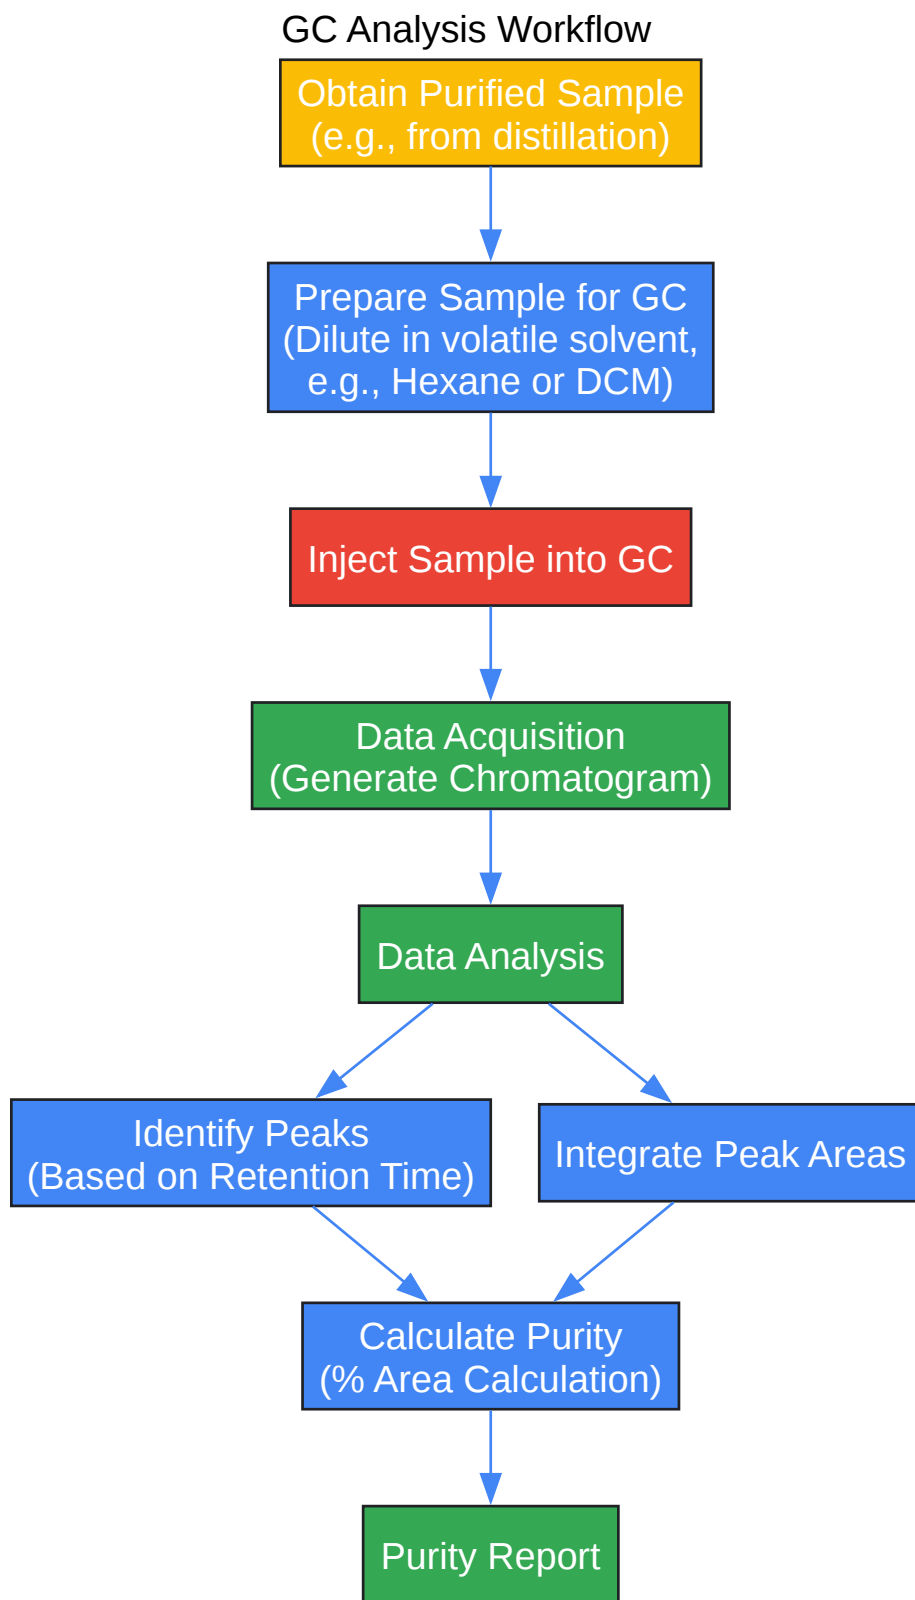 GC Analysis Workflow
Obtain Purified Sample
(e.g., from distillation)
Prepare Sample for GC
(Dilute in volatile solvent,
e.g., Hexane or DCM)
Inject Sample into GC
Data Acquisition
(Generate Chromatogram)
Data Analysis
Identify Peaks
(Based on Retention Time)
Integrate Peak Areas
Calculate Purity
(% Area Calculation)
Purity Report